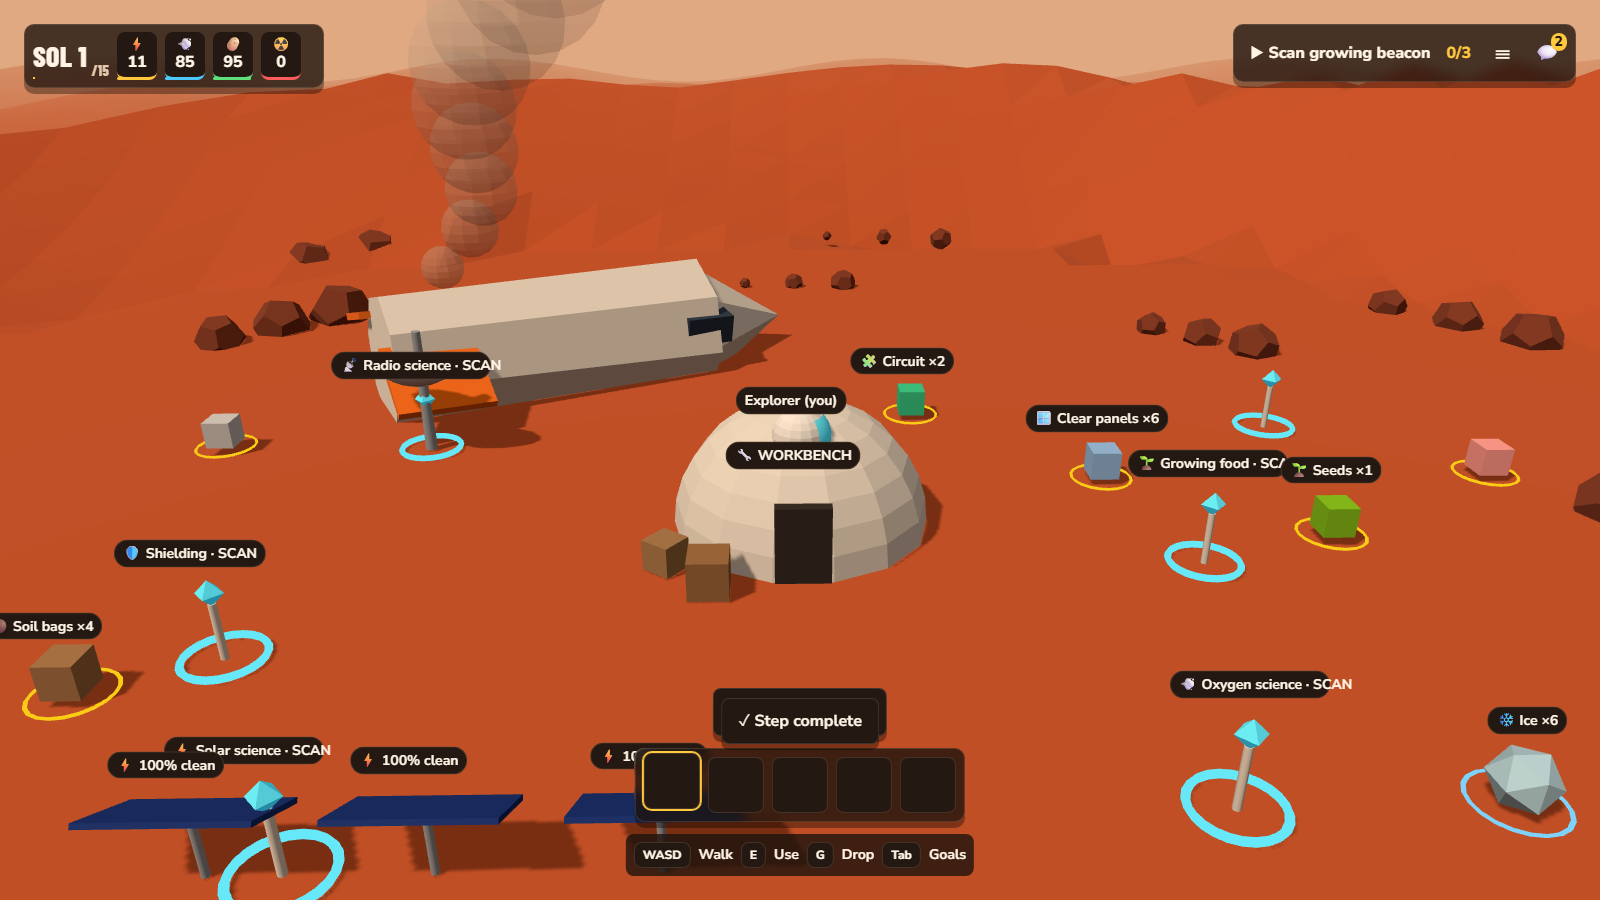 SOL 1 /15
11
85
95
0
▶ Scan growing beacon 0/3
2
Radio science · SCAN
Circuit ×2
Explorer (you)
WORKBENCH
Clear panels ×6
Growing food · SCA
Seeds ×1
Shielding · SCAN
Soil bags ×4
Oxygen science · SCAN
Ice ×6
Solar science · SCAN
100% clean
100% clean
10
✓ Step complete
WASD Walk E Use G Drop Tab Goals